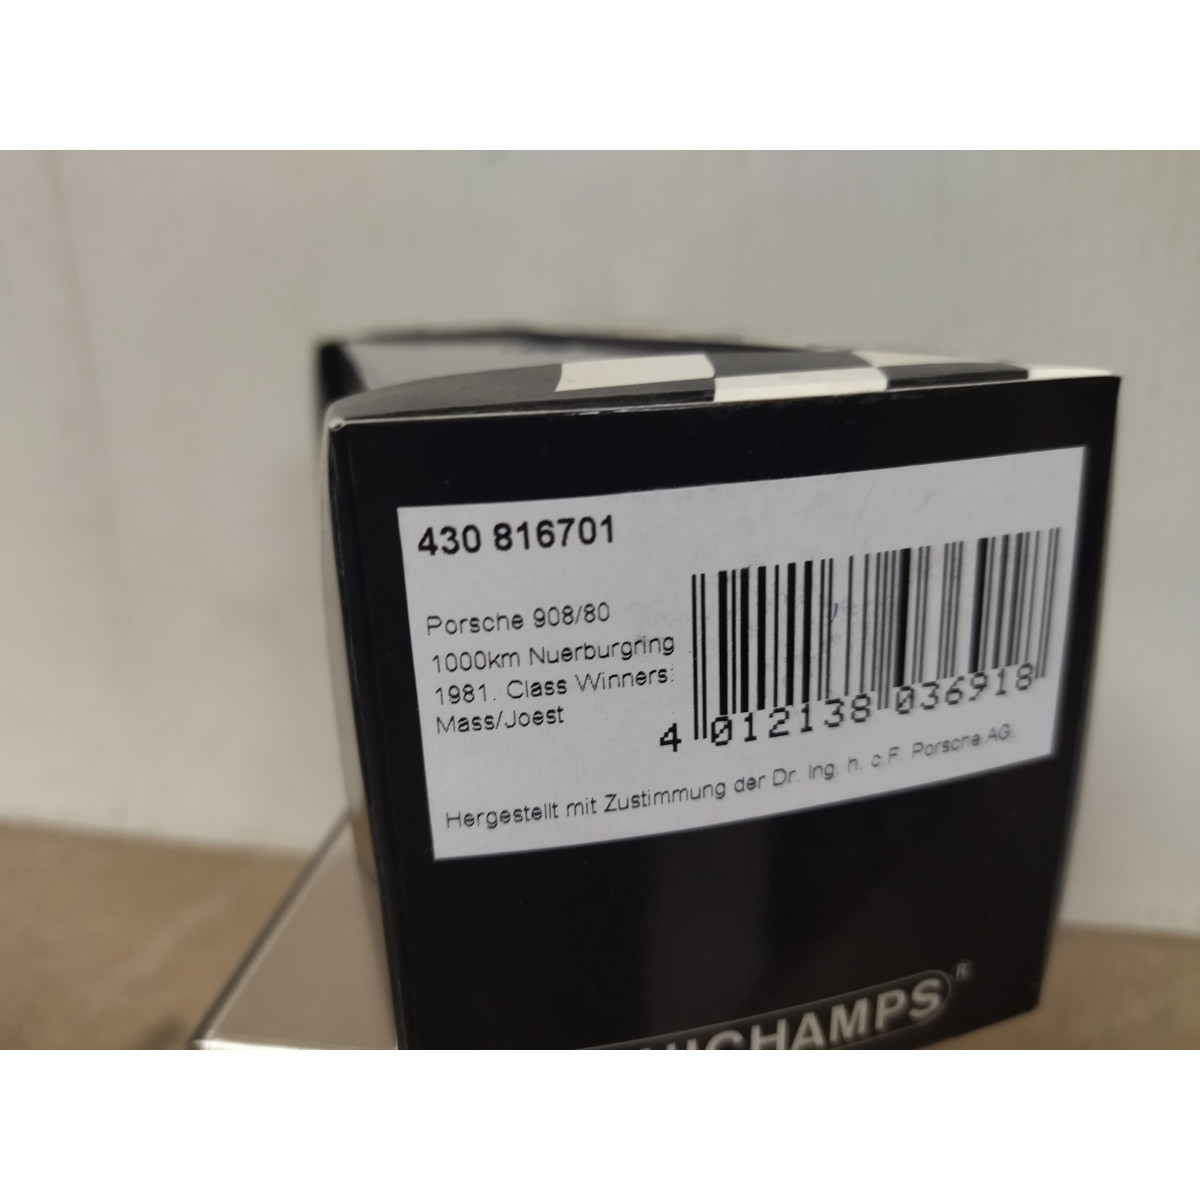 430 816701
Porsche 908/80
1000km Nuerburgring
1981. Class Winners:
Mass/Joest
4 012138 036918
Hergestellt mit Zustimmung der Dr. Ing. h. c.F. Porsche AG.